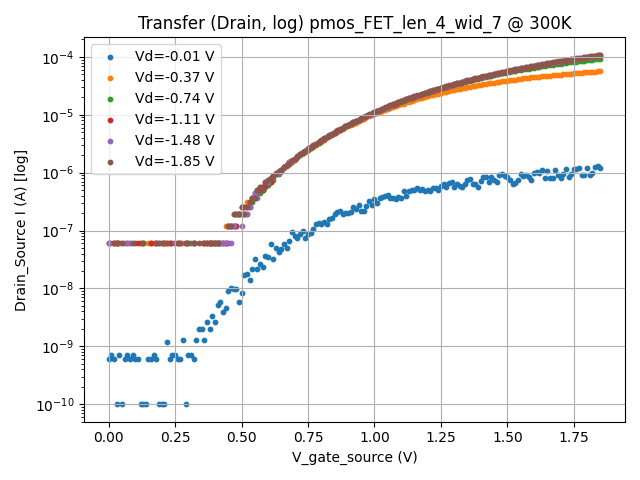 Transfer (Drain, log) pmos_FET_len_4_wid_7 @ 300K
Vd=-0.01 V
Vd=-0.37 V
Vd=-0.74 V
Vd=-1.11 V
Vd=-1.48 V
Vd=-1.85 V
Drain_Source I (A) [log]
10⁻⁴
10⁻⁵
10⁻⁶
10⁻⁷
10⁻⁸
10⁻⁹
10⁻¹⁰
0.00 0.25 0.50 0.75 1.00 1.25 1.50 1.75
V_gate_source (V)